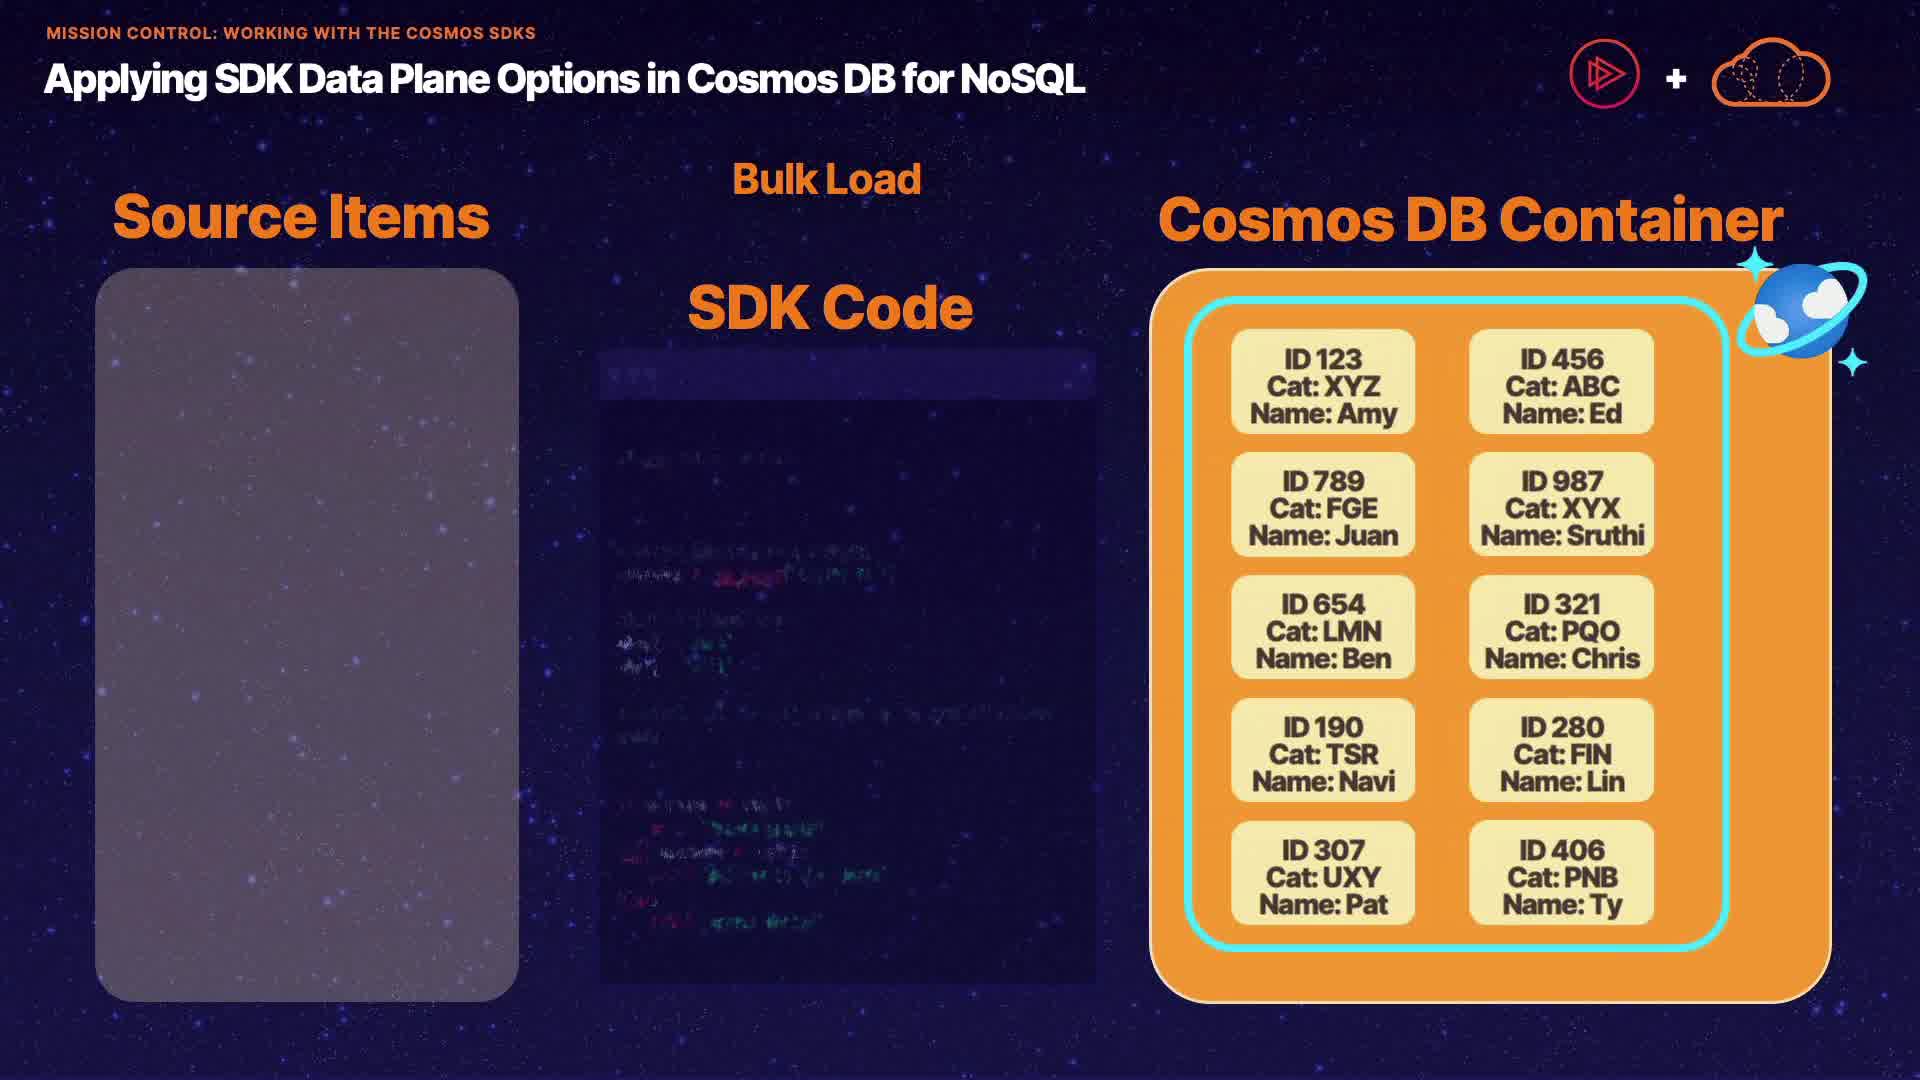 MISSION CONTROL: WORKING WITH THE COSMOS SDKS
Applying SDK Data Plane Options in Cosmos DB for NoSQL
+
Bulk Load
Source Items
SDK Code
Cosmos DB Container
ID 123
Cat: XYZ
Name: Amy
ID 456
Cat: ABC
Name: Ed
ID 789
Cat: FGE
Name: Juan
ID 987
Cat: XYX
Name: Sruthi
ID 654
Cat: LMN
Name: Ben
ID 321
Cat: PQO
Name: Chris
ID 190
Cat: TSR
Name: Navi
ID 280
Cat: FIN
Name: Lin
ID 307
Cat: UXY
Name: Pat
ID 406
Cat: PNB
Name: Ty